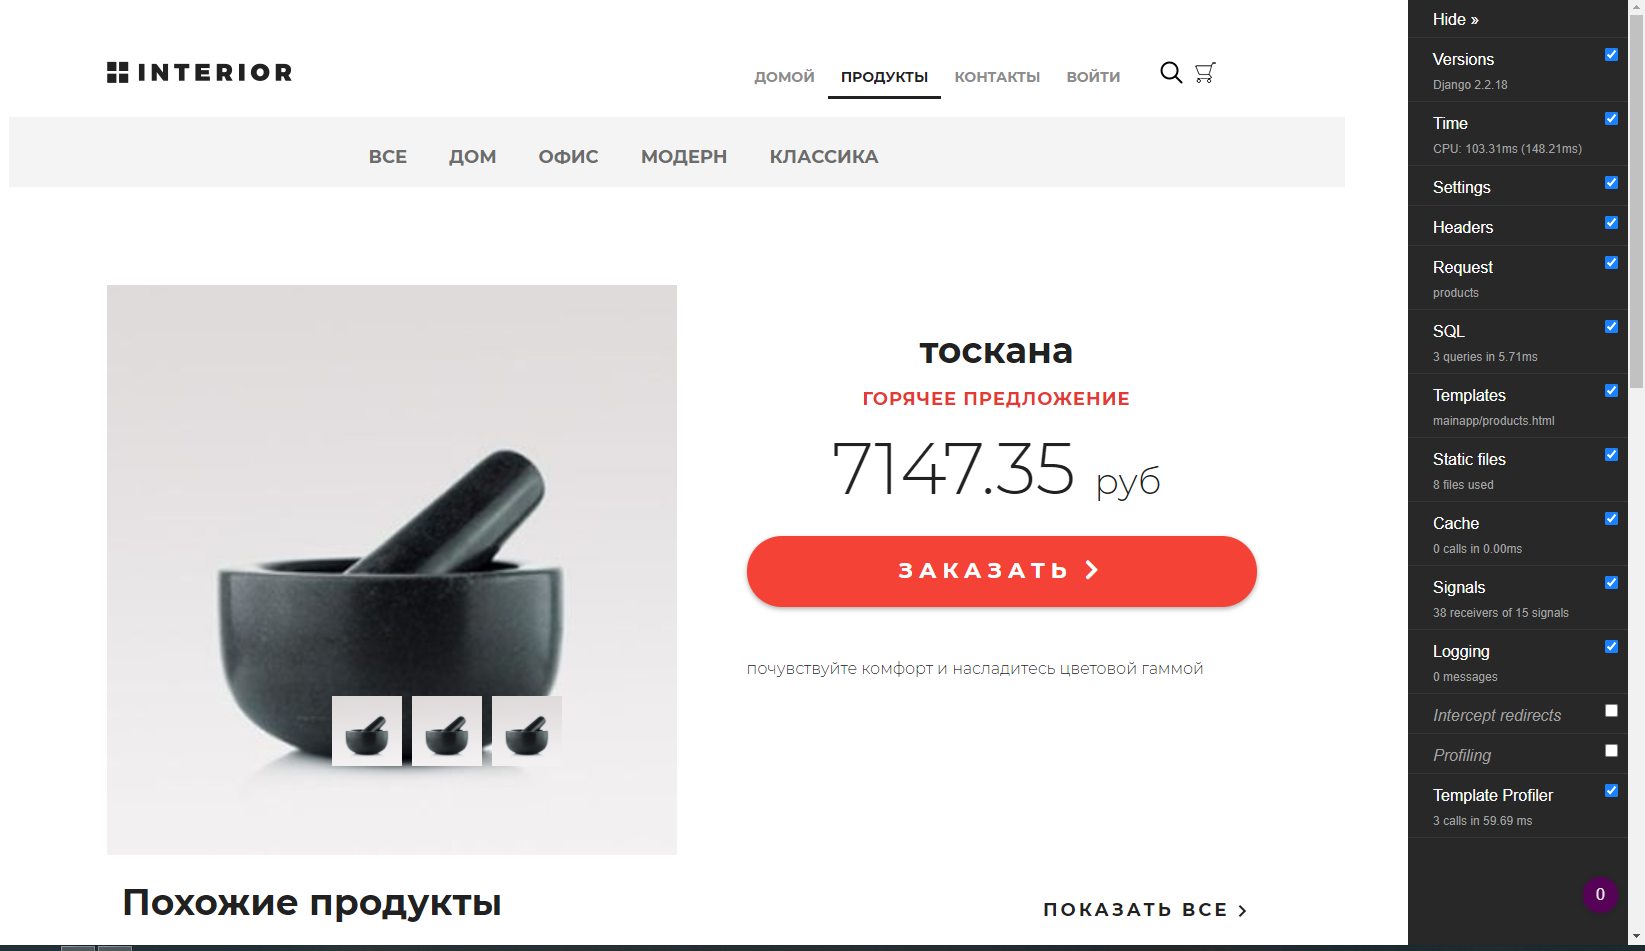 INTERIOR
ДОМОЙ ПРОДУКТЫ КОНТАКТЫ ВОЙТИ
ВСЕ ДОМ ОФИС МОДЕРН КЛАССИКА
тоскана
ГОРЯЧЕЕ ПРЕДЛОЖЕНИЕ
7147.35 руб
ЗАКАЗАТЬ
почувствуйте комфорт и насладитесь цветовой гаммой
Похожие продукты
ПОКАЗАТЬ ВСЕ >
Hide »
Versions
Django 2.2.18
Time
CPU: 103.31ms (148.21ms)
Settings
Headers
Request
products
SQL
3 queries in 5.71ms
Templates
mainapp/products.html
Static files
8 files used
Cache
0 calls in 0.00ms
Signals
38 receivers of 15 signals
Logging
0 messages
Intercept redirects
Profiling
Template Profiler
3 calls in 59.69 ms
0